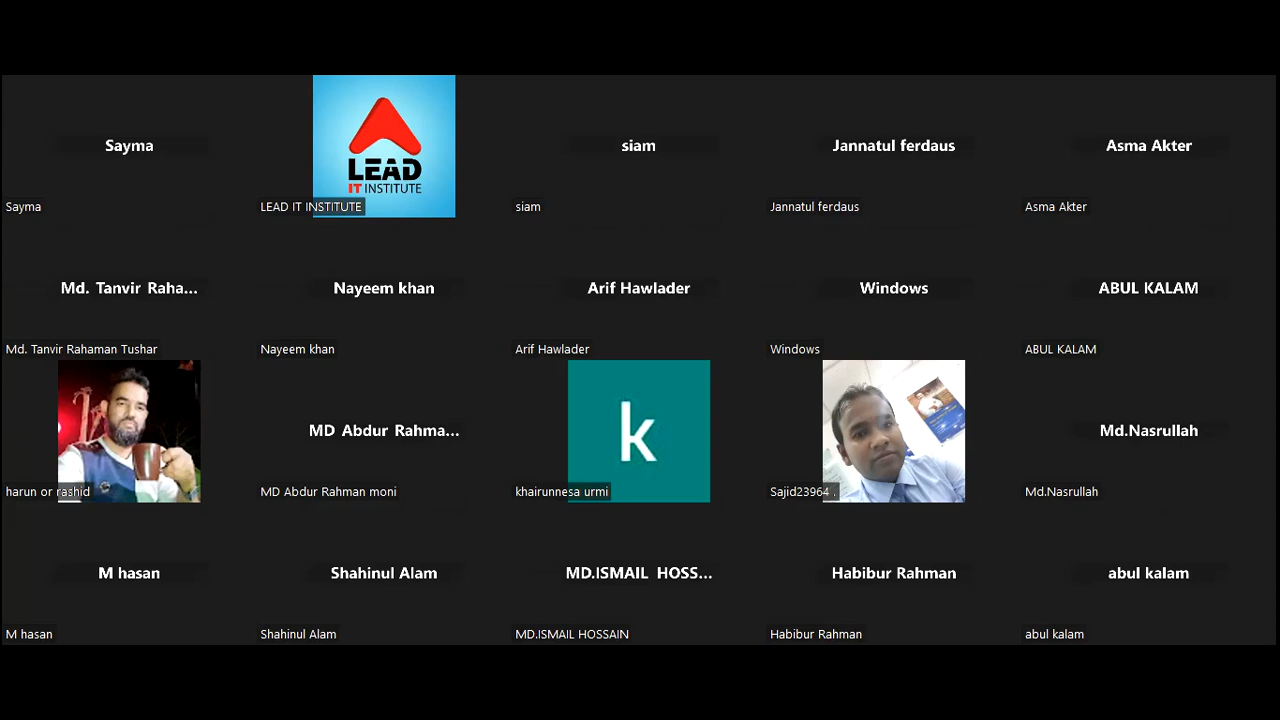 Sayma
Sayma
LEAD
IT INSTITUTE
LEAD IT INSTITUTE
siam
siam
Jannatul ferdaus
Jannatul ferdaus
Asma Akter
Asma Akter
Md. Tanvir Raha...
Md. Tanvir Rahaman Tushar
Nayeem khan
Nayeem khan
Arif Hawlader
Arif Hawlader
Windows
Windows
ABUL KALAM
ABUL KALAM
harun or rashid
MD Abdur Rahma...
MD Abdur Rahman moni
k
khairunnesa urmi
Sajid23964 .
Md.Nasrullah
Md.Nasrullah
M hasan
M hasan
Shahinul Alam
Shahinul Alam
MD.ISMAIL HOSS...
MD.ISMAIL HOSSAIN
Habibur Rahman
Habibur Rahman
abul kalam
abul kalam